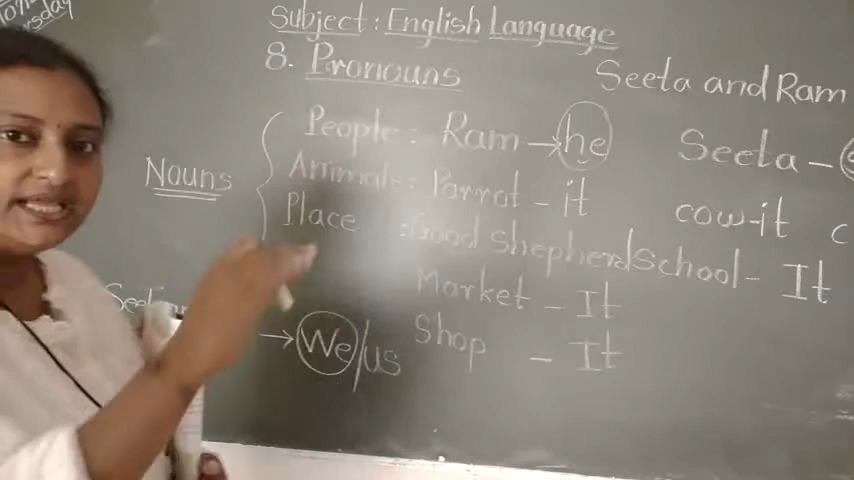 Subject : English Language
8. Pronouns
Seeta and Ram
People : Ram → he
Seeta –
Nouns
Animals : Parrot – it
cow-it
Place : Good Shepherd School – It
Market – It
→ We/us
Shop – It